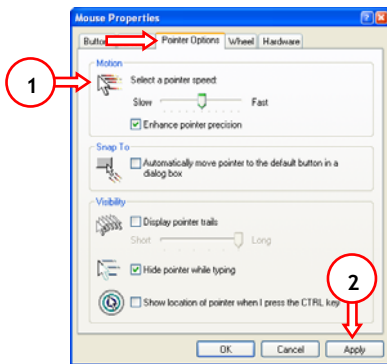 Mouse Properties
Button Pointer Options Wheel Hardware
Motion
1
Select a pointer speed:
Slow Fast
Enhance pointer precision
Snap To
Automatically move pointer to the default button in a
dialog box
Visibility
Display pointer trails
Short Long
Hide pointer while typing
2
Show location of pointer when I press the CTRL key
OK Cancel Apply